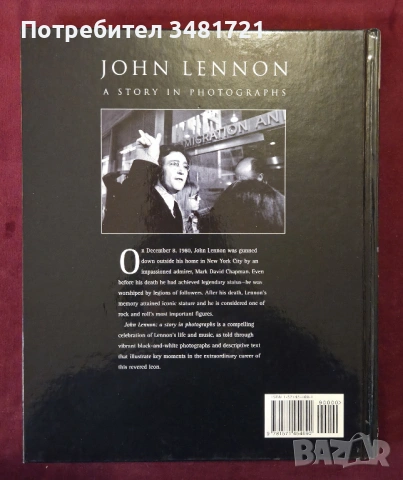 Потребител 3481721
JOHN LENNON
A STORY IN PHOTOGRAPHS
MIGRATION AN
On December 8, 1980, John Lennon was gunned
down outside his home in New York City by an
impassioned admirer, Mark David Chapman. Even
before his death he had achieved legendary status—he was
worshiped by legions of followers. After his death, Lennon's
memory attained iconic stature and he is considered one of
rock and roll's most important figures.
John Lennon: a story in photographs is a compelling
celebration of Lennon's life and music, as told through
vibrant black-and-white photographs and descriptive text
that illustrate key moments in the extraordinary career of
this revered icon.
90000
BAZAR